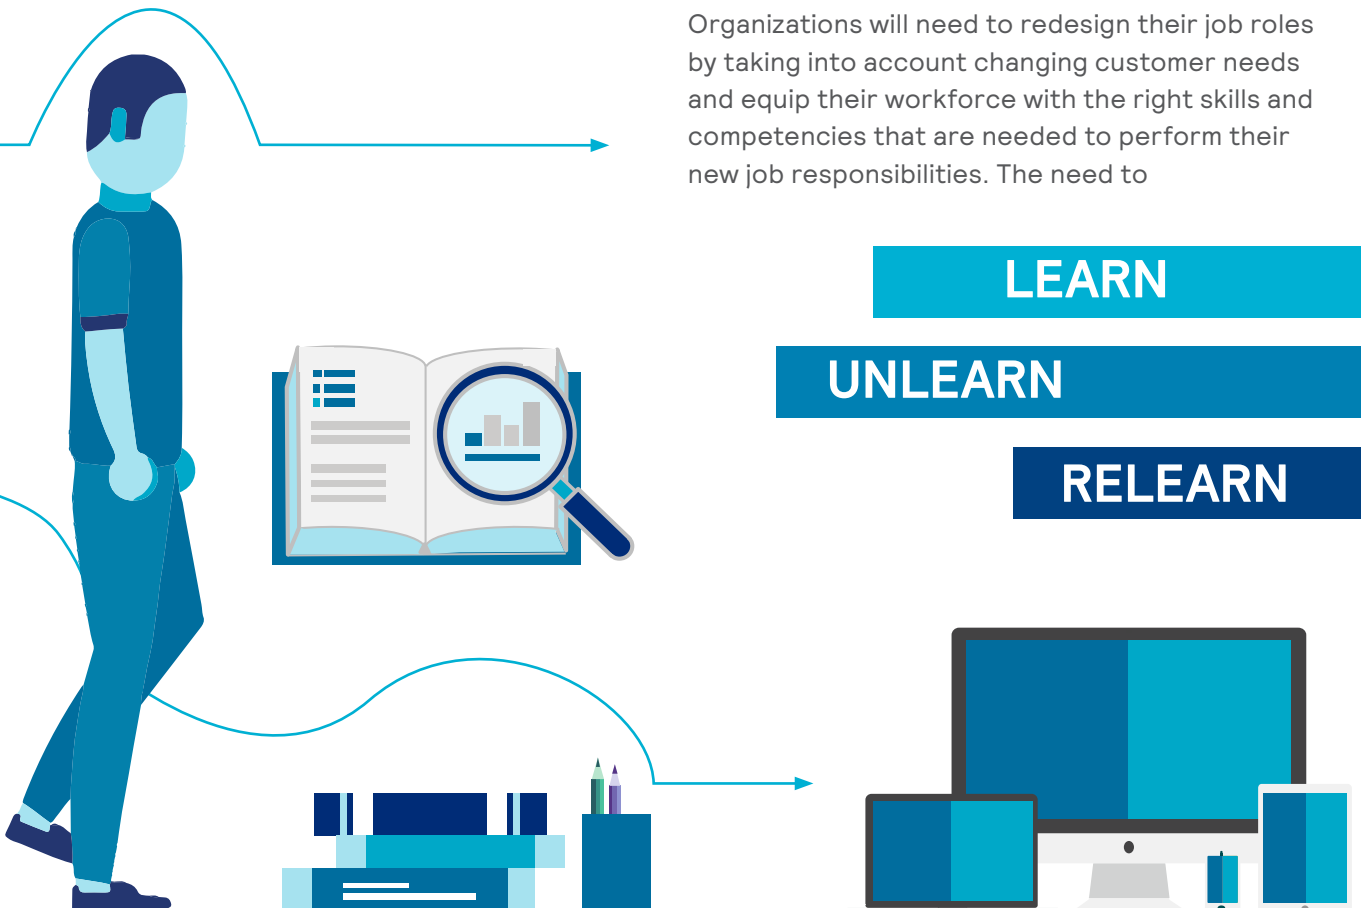 Organizations will need to redesign their job roles
by taking into account changing customer needs
and equip their workforce with the right skills and
competencies that are needed to perform their
new job responsibilities. The need to
LEARN
UNLEARN
RELEARN